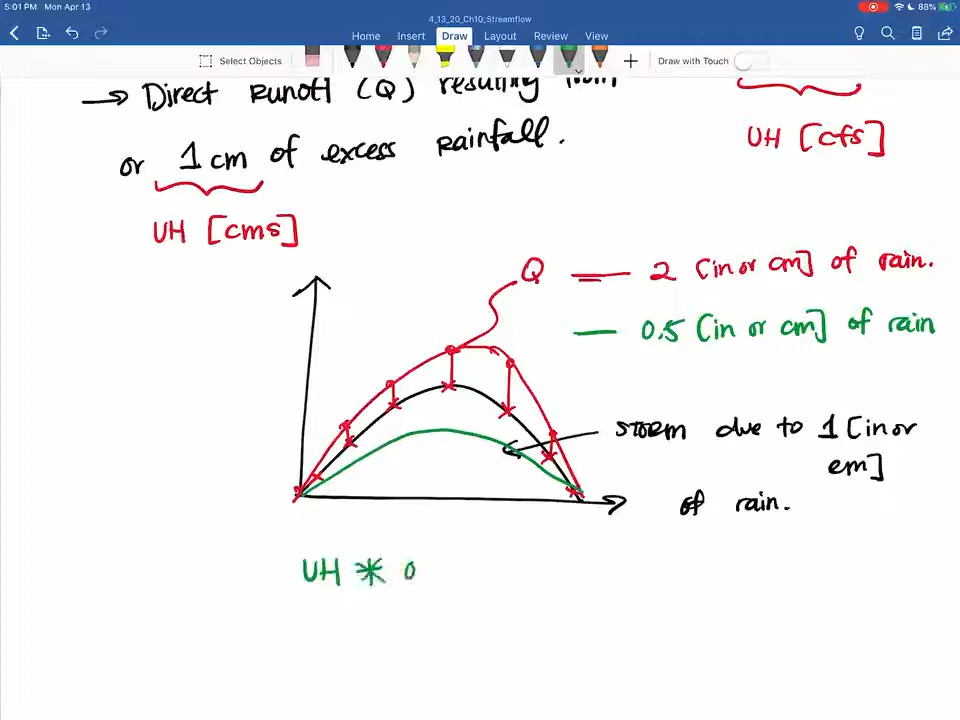 5:01 PM Mon Apr 13
88%
4_13_20_Ch10_Streamflow
Home Insert Draw Layout Review View
Select Objects
Draw with Touch
→ Direct Runoff (Q) resulting from
or 1 cm of excess rainfall.
UH [cfs]
UH [cms]
Q — 2 [in or cm] of rain.
— 0.5 [in or cm] of rain
storm due to 1 [in or
cm]
of rain.
UH * 0